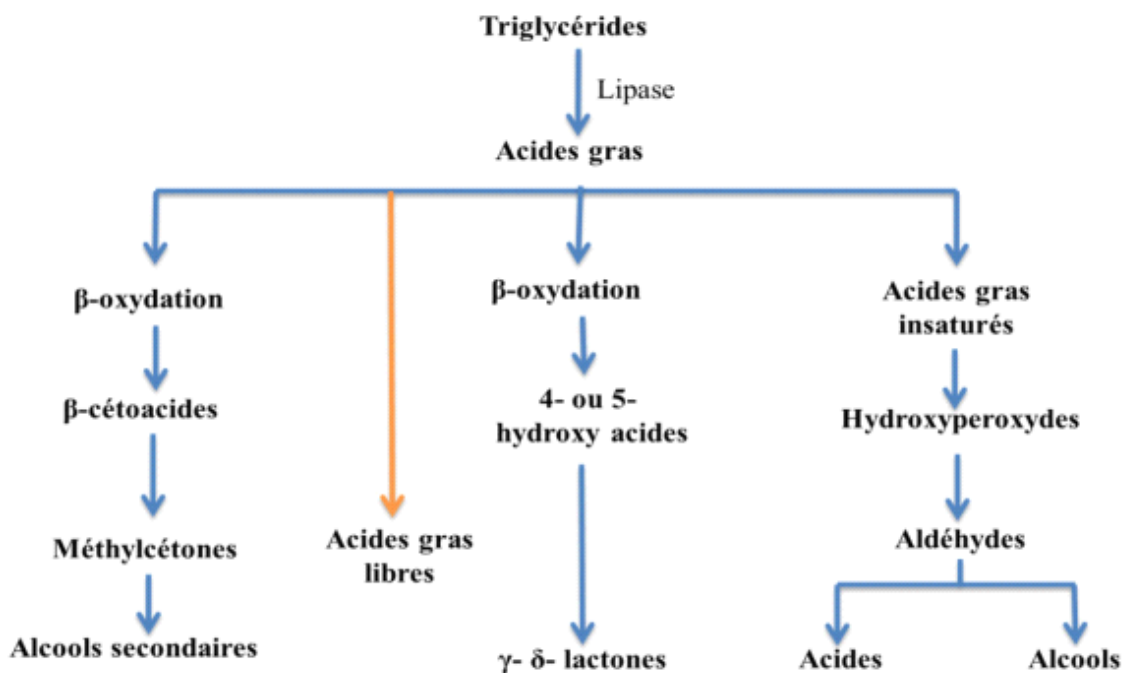 Triglycérides
Lipase
Acides gras
β-oxydation
β-cétoacides
Méthylcétones
Alcools secondaires
Acides gras
libres
β-oxydation
4- ou 5-
hydroxy acides
γ- δ- lactones
Acides gras
insaturés
Hydroxyperoxydes
Aldéhydes
Acides
Alcools